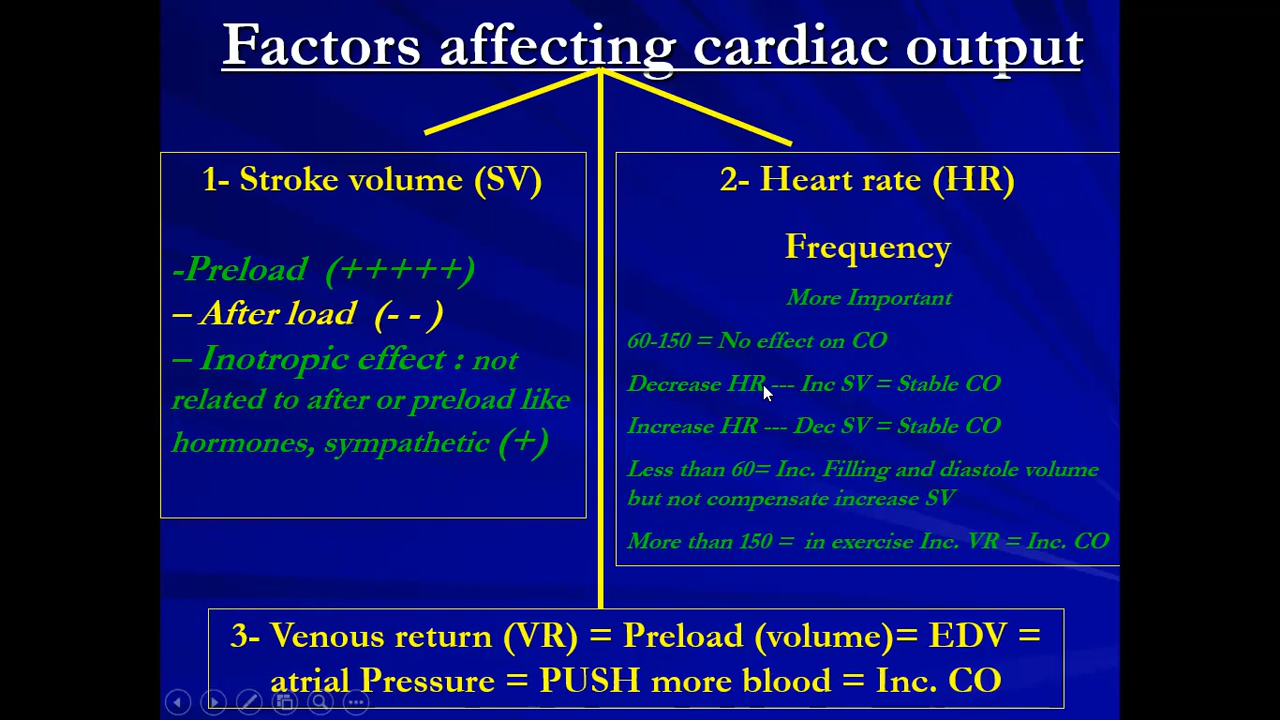 Factors affecting cardiac output
1- Stroke volume (SV)
-Preload (+++++)
– After load (- - )
– Inotropic effect : not
related to after or preload like
hormones, sympathetic (+)
2- Heart rate (HR)
Frequency
More Important
60-150 = No effect on CO
Decrease HR --- Inc SV = Stable CO
Increase HR --- Dec SV = Stable CO
Less than 60= Inc. Filling and diastole volume
but not compensate increase SV
More than 150 = in exercise Inc. VR = Inc. CO
3- Venous return (VR) = Preload (volume)= EDV =
atrial Pressure = PUSH more blood = Inc. CO